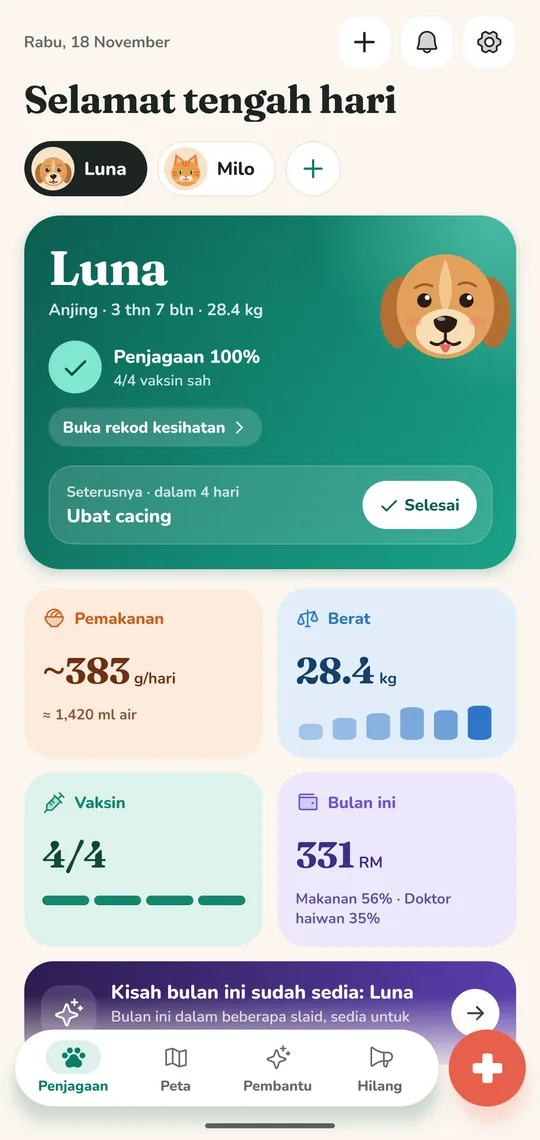 Rabu, 18 November
Selamat tengah hari
Luna
Milo
Luna
Anjing · 3 thn 7 bln · 28.4 kg
Penjagaan 100%
4/4 vaksin sah
Buka rekod kesihatan
Seterusnya · dalam 4 hari
Ubat cacing
Selesai
Pemakanan
~383 g/hari
≈ 1,420 ml air
Berat
28.4 kg
Vaksin
4/4
Bulan ini
331 RM
Makanan 56% · Doktor
haiwan 35%
Kisah bulan ini sudah sedia: Luna
Bulan ini dalam beberapa slaid, sedia untuk
Penjagaan
Peta
Pembantu
Hilang